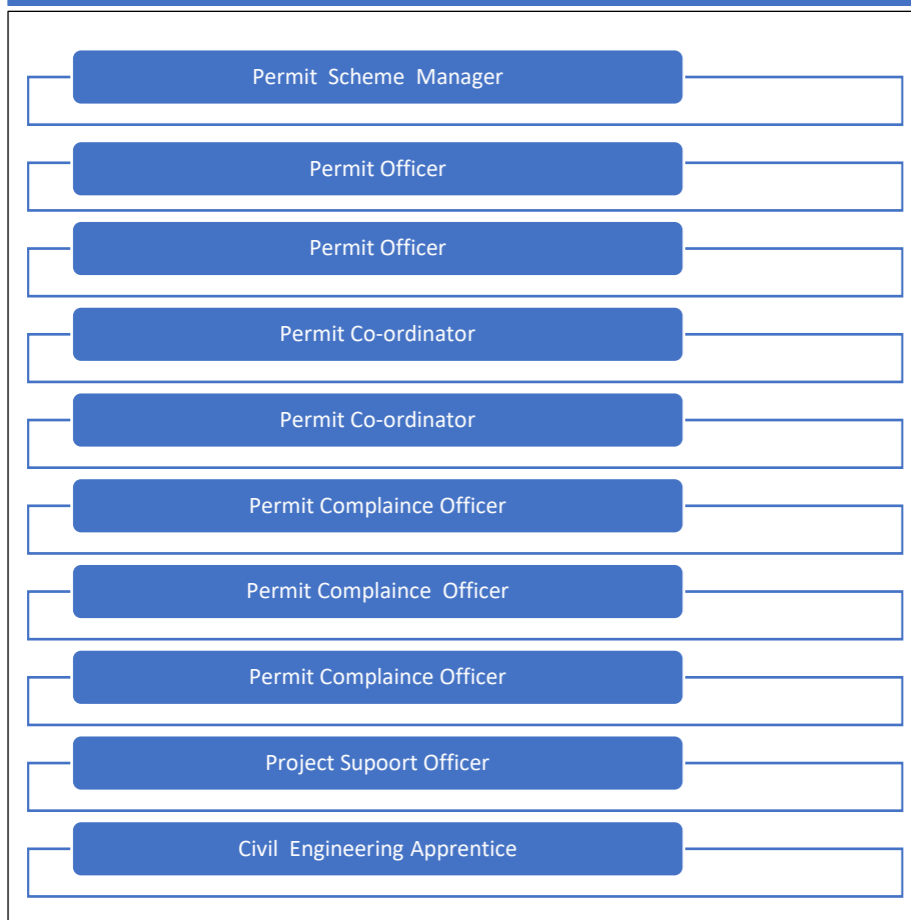 Permit Scheme Manager
Permit Officer
Permit Officer
Permit Co-ordinator
Permit Co-ordinator
Permit Complaince Officer
Permit Complaince Officer
Permit Complaince Officer
Project Supoort Officer
Civil Engineering Apprentice